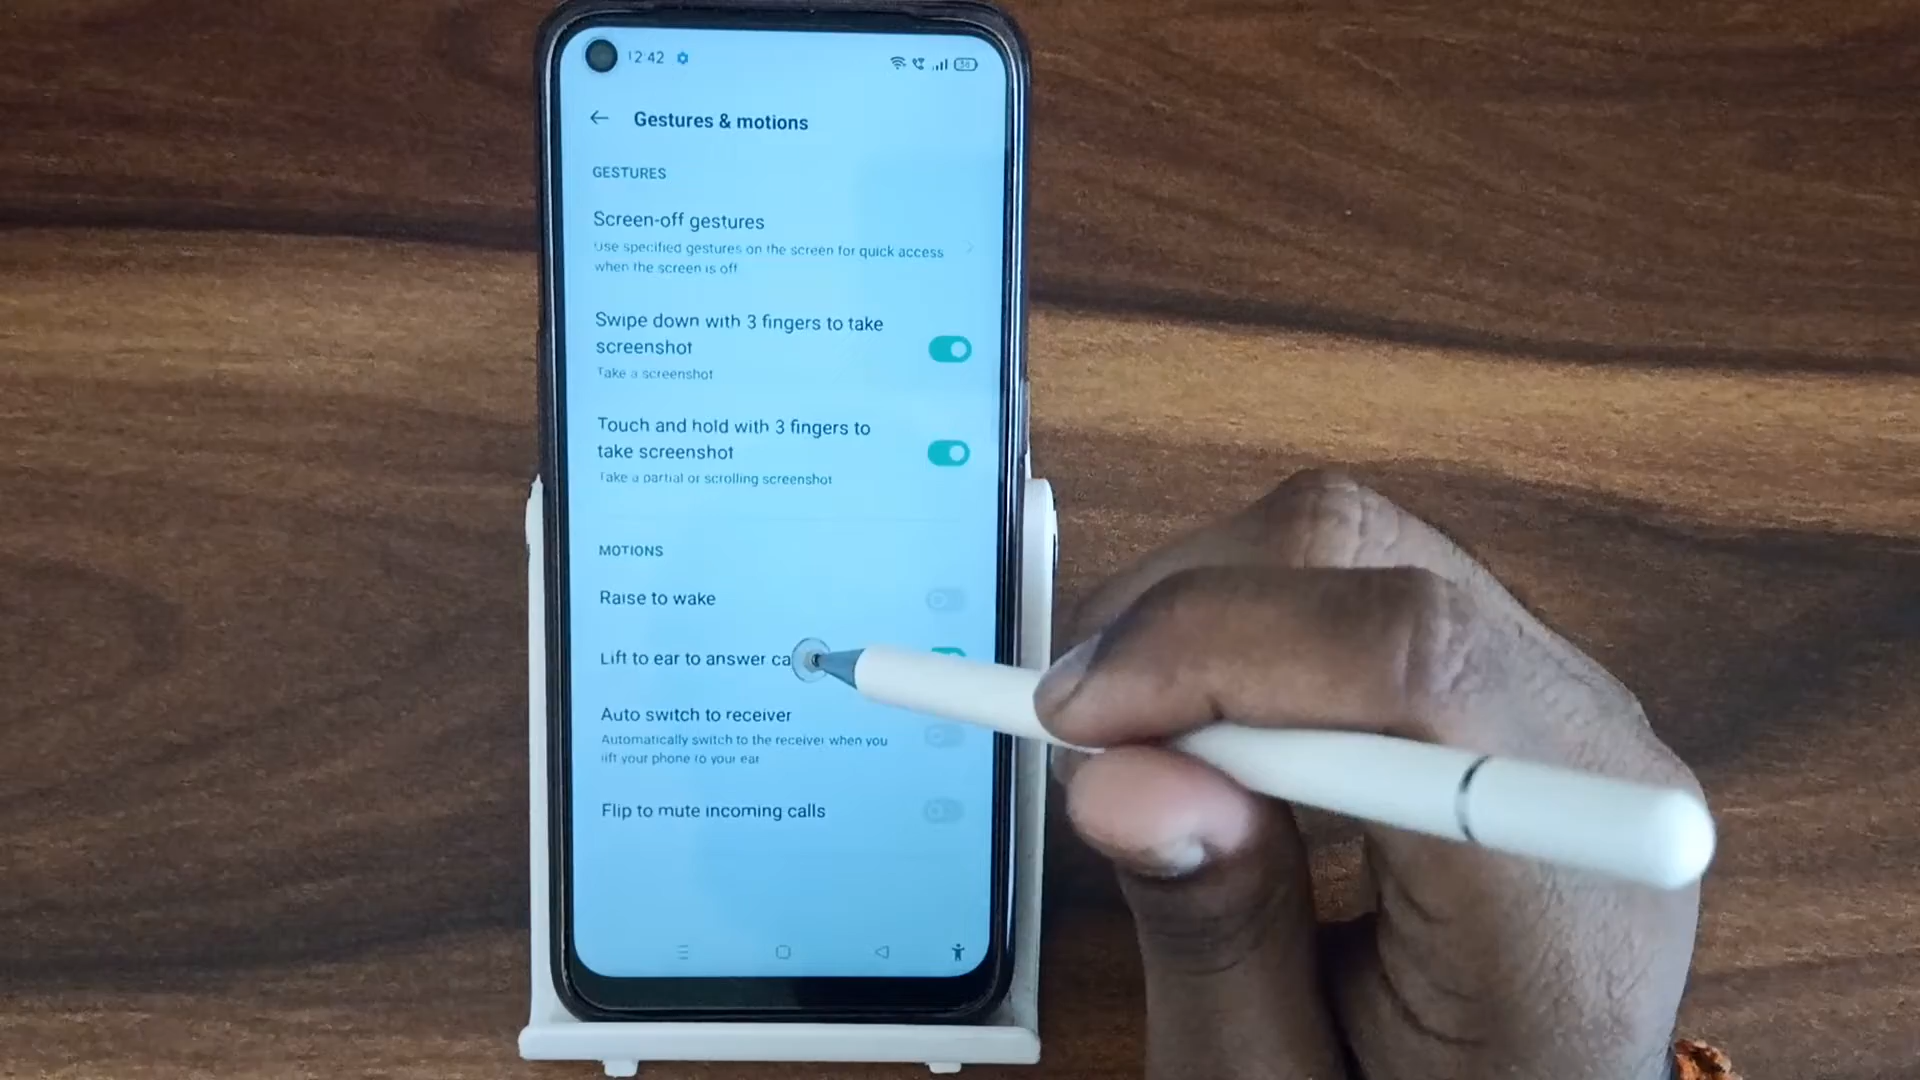 12:42
Gestures & motions
GESTURES
Screen-off gestures
Use specified gestures on the screen for quick access
when the screen is off
Swipe down with 3 fingers to take
screenshot
Take a screenshot
Touch and hold with 3 fingers to
take screenshot
Take a partial or scrolling screenshot
MOTIONS
Raise to wake
Lift to ear to answer ca
Auto switch to receiver
Automatically switch to the receiver when you
lift your phone to your ear
Flip to mute incoming calls